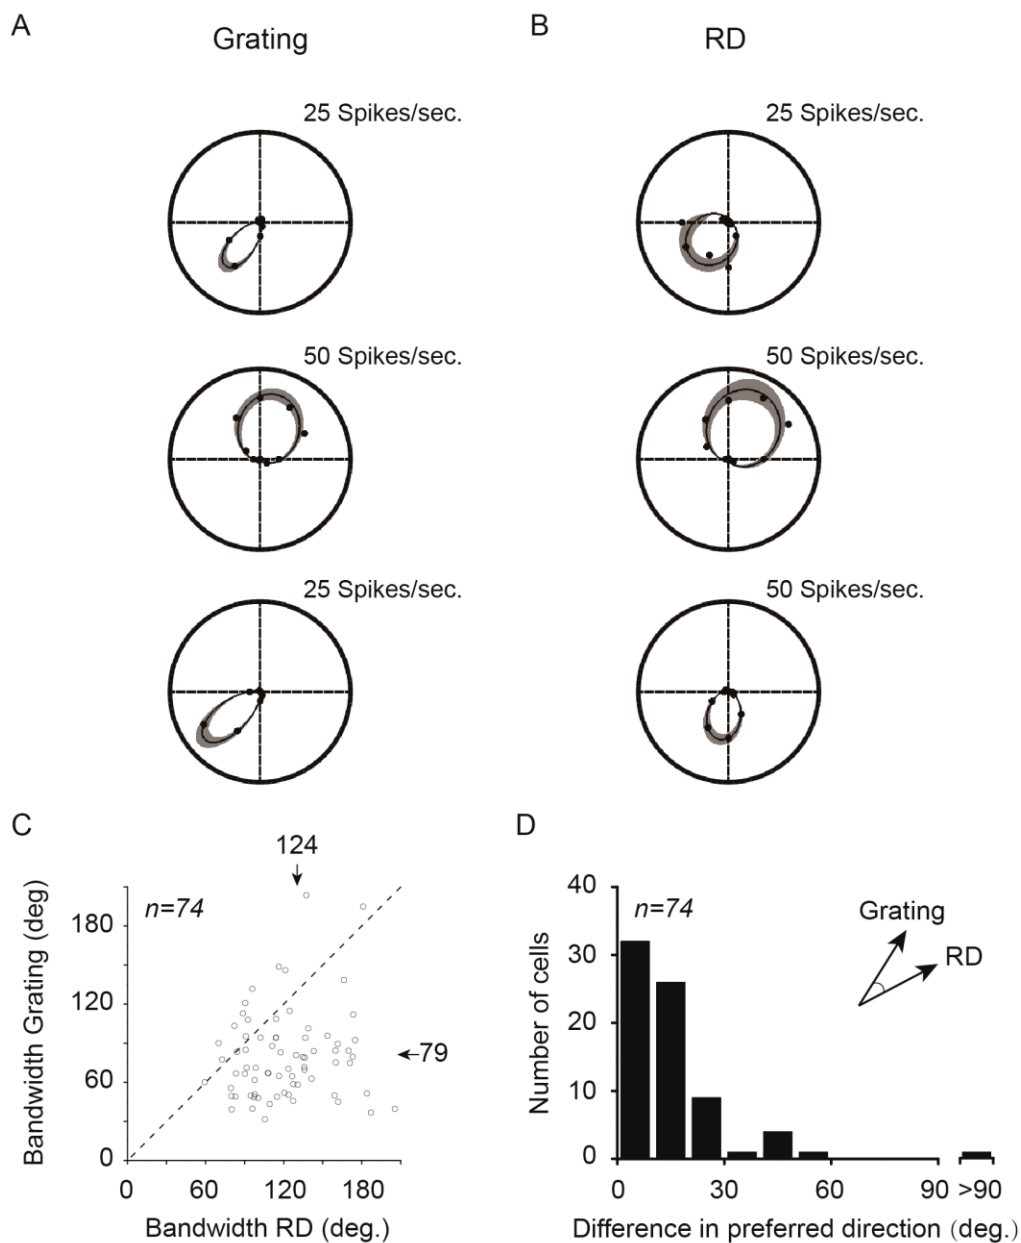 A
Grating
B
RD
25 Spikes/sec.
25 Spikes/sec.
50 Spikes/sec.
50 Spikes/sec.
25 Spikes/sec.
50 Spikes/sec.
C
124
n=74
79
Bandwidth Grating (deg)
180
120
60
0
0 60 120 180
Bandwidth RD (deg.)
D
n=74
Grating
RD
Number of cells
40
30
20
10
0
0 30 60 90 >90
Difference in preferred direction (deg.)